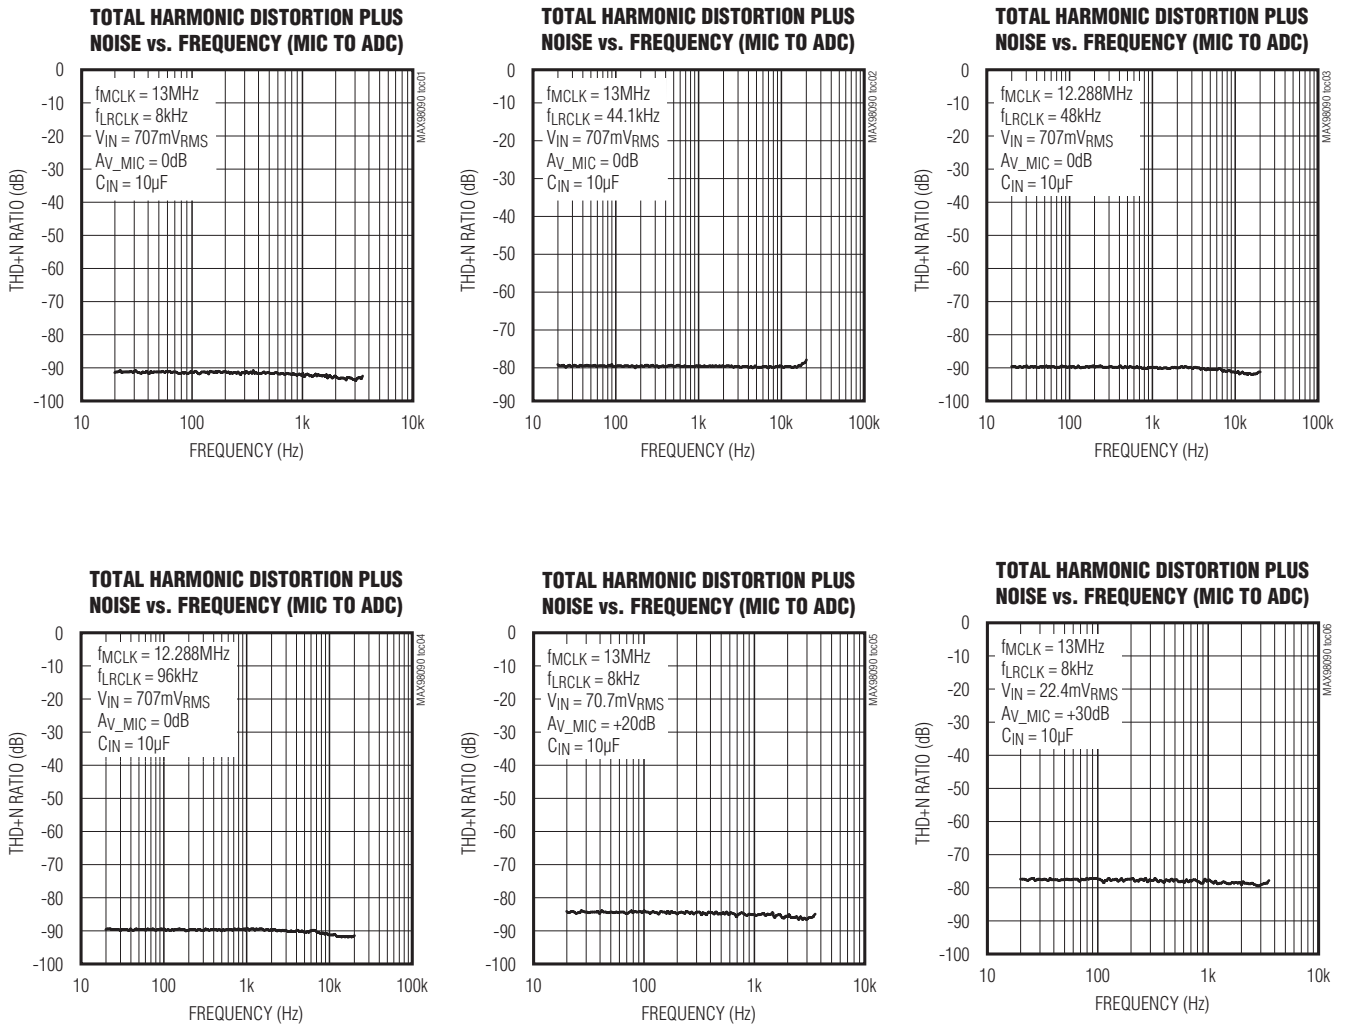 TOTAL HARMONIC DISTORTION PLUS
NOISE vs. FREQUENCY (MIC TO ADC)
fMCLK = 13MHz
fLRCLK = 8kHz
VIN = 707mVRMS
AV_MIC = 0dB
CIN = 10µF
MAX98090 toc01
THD+N RATIO (dB)
0
-10
-20
-30
-40
-50
-60
-70
-80
-90
-100
10 100 1k 10k
FREQUENCY (Hz)
TOTAL HARMONIC DISTORTION PLUS
NOISE vs. FREQUENCY (MIC TO ADC)
fMCLK = 13MHz
fLRCLK = 44.1kHz
VIN = 707mVRMS
AV_MIC = 0dB
CIN = 10µF
MAX98090 toc02
THD+N RATIO (dB)
0
-10
-20
-30
-40
-50
-60
-70
-80
-90
10 100 1k 10k 100k
FREQUENCY (Hz)
TOTAL HARMONIC DISTORTION PLUS
NOISE vs. FREQUENCY (MIC TO ADC)
fMCLK = 12.288MHz
fLRCLK = 48kHz
VIN = 707mVRMS
AV_MIC = 0dB
CIN = 10µF
MAX98090 toc03
THD+N RATIO (dB)
0
-10
-20
-30
-40
-50
-60
-70
-80
-90
-100
10 100 1k 10k 100k
FREQUENCY (Hz)
TOTAL HARMONIC DISTORTION PLUS
NOISE vs. FREQUENCY (MIC TO ADC)
fMCLK = 12.288MHz
fLRCLK = 96kHz
VIN = 707mVRMS
AV_MIC = 0dB
CIN = 10µF
MAX98090 toc04
THD+N RATIO (dB)
0
-10
-20
-30
-40
-50
-60
-70
-80
-90
-100
10 100 1k 10k 100k
FREQUENCY (Hz)
TOTAL HARMONIC DISTORTION PLUS
NOISE vs. FREQUENCY (MIC TO ADC)
fMCLK = 13MHz
fLRCLK = 8kHz
VIN = 70.7mVRMS
AV_MIC = +20dB
CIN = 10µF
MAX98090 toc05
THD+N RATIO (dB)
0
-10
-20
-30
-40
-50
-60
-70
-80
-90
-100
10 100 1k 10k
FREQUENCY (Hz)
TOTAL HARMONIC DISTORTION PLUS
NOISE vs. FREQUENCY (MIC TO ADC)
fMCLK = 13MHz
fLRCLK = 8kHz
VIN = 22.4mVRMS
AV_MIC = +30dB
CIN = 10µF
MAX98090 toc06
THD+N RATIO (dB)
0
-10
-20
-30
-40
-50
-60
-70
-80
-90
-100
10 100 1k 10k
FREQUENCY (Hz)